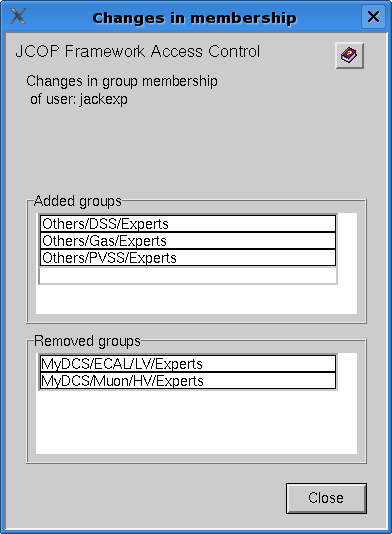 Changes in membership
JCOP Framework Access Control
Changes in group membership
of user: jackexp
Added groups
Others/DSS/Experts
Others/Gas/Experts
Others/PVSS/Experts
Removed groups
MyDCS/ECAL/LV/Experts
MyDCS/Muon/HV/Experts
Close